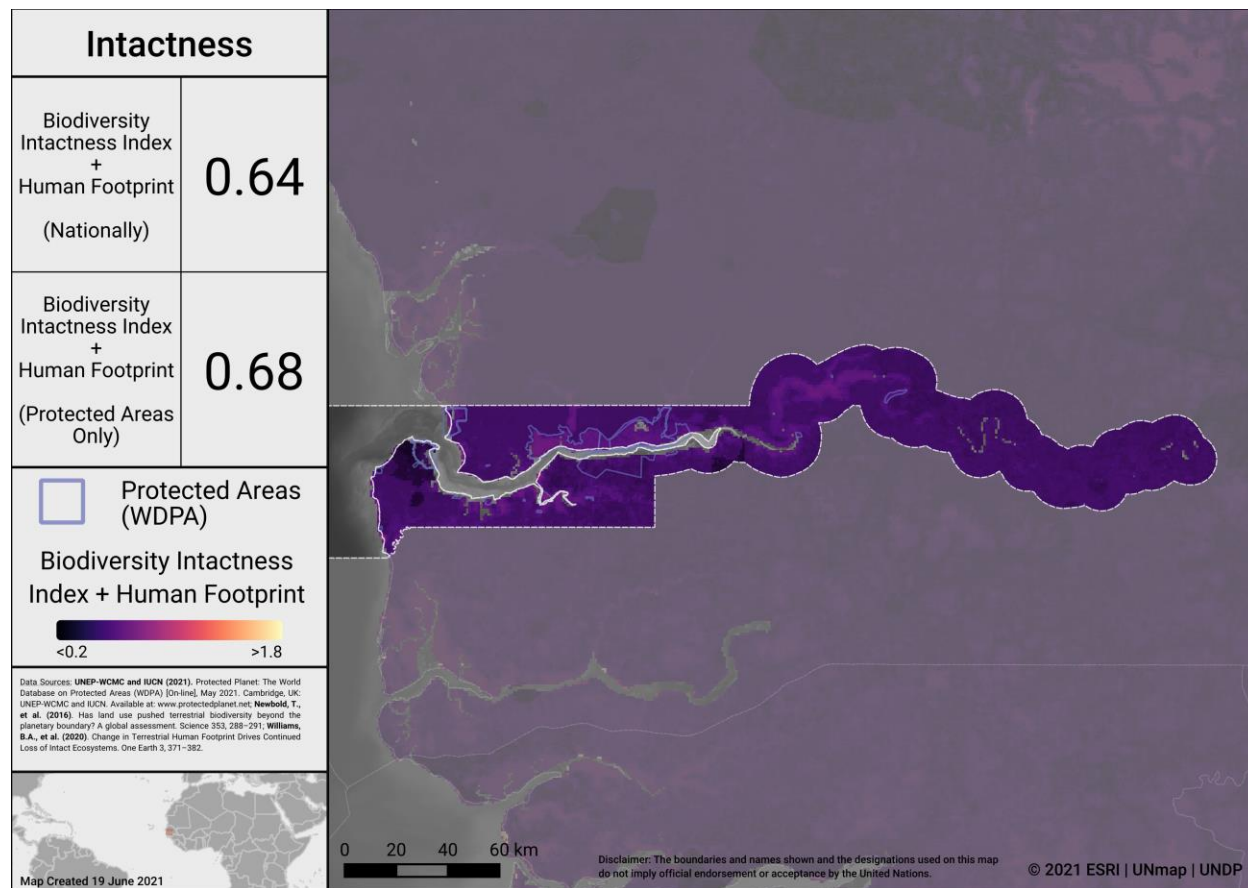 Intactness
Biodiversity
Intactness Index
+
Human Footprint
(Nationally)
0.64
Biodiversity
Intactness Index
+
Human Footprint
(Protected Areas
Only)
0.68
Protected Areas
(WDPA)
Biodiversity Intactness
Index + Human Footprint
<0.2
>1.8
Data Sources: UNEP-WCMC and IUCN (2021). Protected Planet: The World
Database on Protected Areas (WDPA) [On-line], May 2021. Cambridge, UK:
UNEP-WCMC and IUCN. Available at: www.protectedplanet.net; Newbold, T.,
et al. (2016). Has land use pushed terrestrial biodiversity beyond the
planetary boundary? A global assessment. Science 353, 288–291; Williams,
B.A., et al. (2020). Change in Terrestrial Human Footprint Drives Continued
Loss of Intact Ecosystems. One Earth 3, 371–382.
Map Created 19 June 2021
0 20 40 60 km
Disclaimer: The boundaries and names shown and the designations used on this map
do not imply official endorsement or acceptance by the United Nations.
© 2021 ESRI | UNmap | UNDP